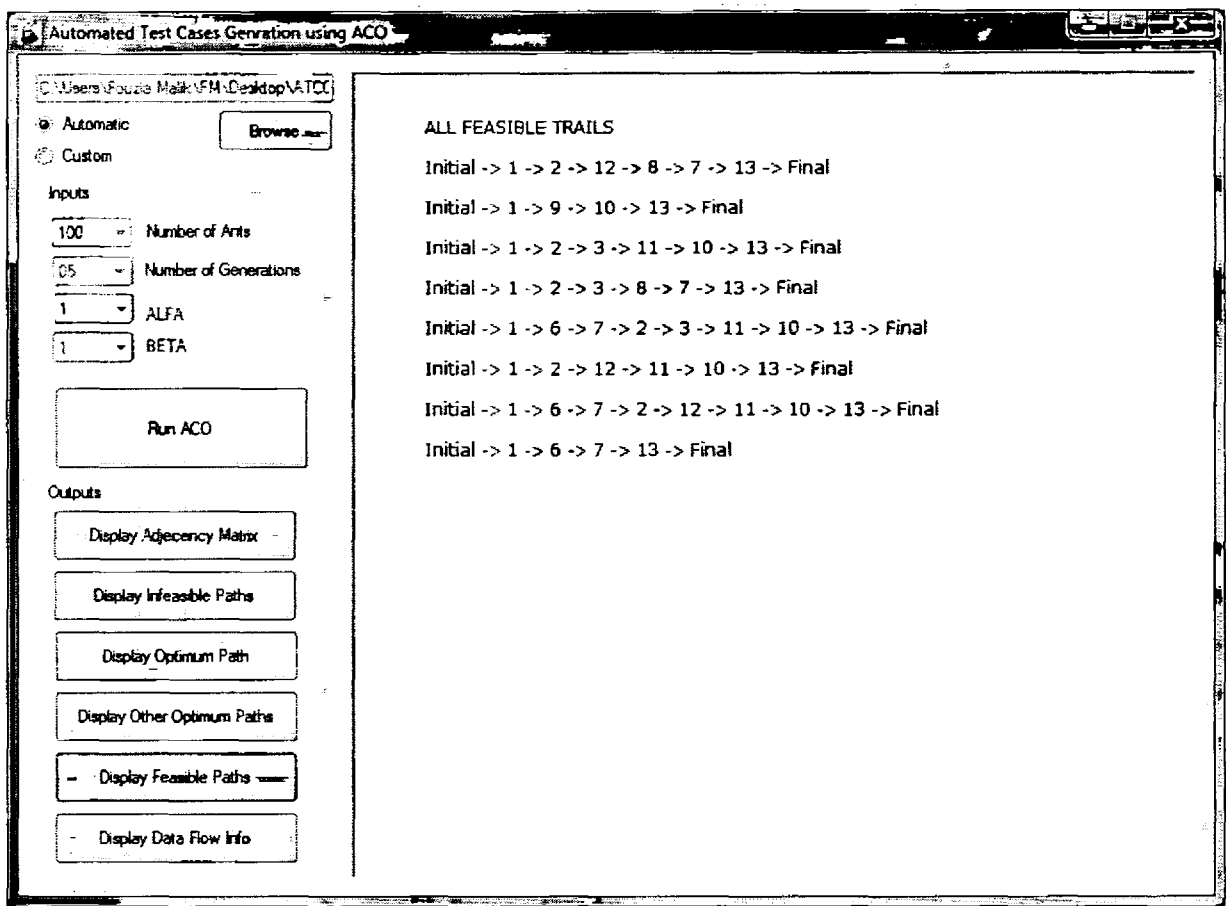 Automated Test Cases Genration using ACO
C:\Users\Fouzia Malik\FM\Desktop\ATCC
Automatic
Browse
Custom
Inputs
100 Number of Ants
05 Number of Generations
1 ALFA
1 BETA
Run ACO
Outputs
Display Adjecency Matrix
Display Infeasible Paths
Display Optimum Path
Display Other Optimum Paths
Display Feasible Paths
Display Data Flow Info
ALL FEASIBLE TRAILS
Initial -> 1 -> 2 -> 12 -> 8 -> 7 -> 13 -> Final
Initial -> 1 -> 9 -> 10 -> 13 -> Final
Initial -> 1 -> 2 -> 3 -> 11 -> 10 -> 13 -> Final
Initial -> 1 -> 2 -> 3 -> 8 -> 7 -> 13 -> Final
Initial -> 1 -> 6 -> 7 -> 2 -> 3 -> 11 -> 10 -> 13 -> Final
Initial -> 1 -> 2 -> 12 -> 11 -> 10 -> 13 -> Final
Initial -> 1 -> 6 -> 7 -> 2 -> 12 -> 11 -> 10 -> 13 -> Final
Initial -> 1 -> 6 -> 7 -> 13 -> Final